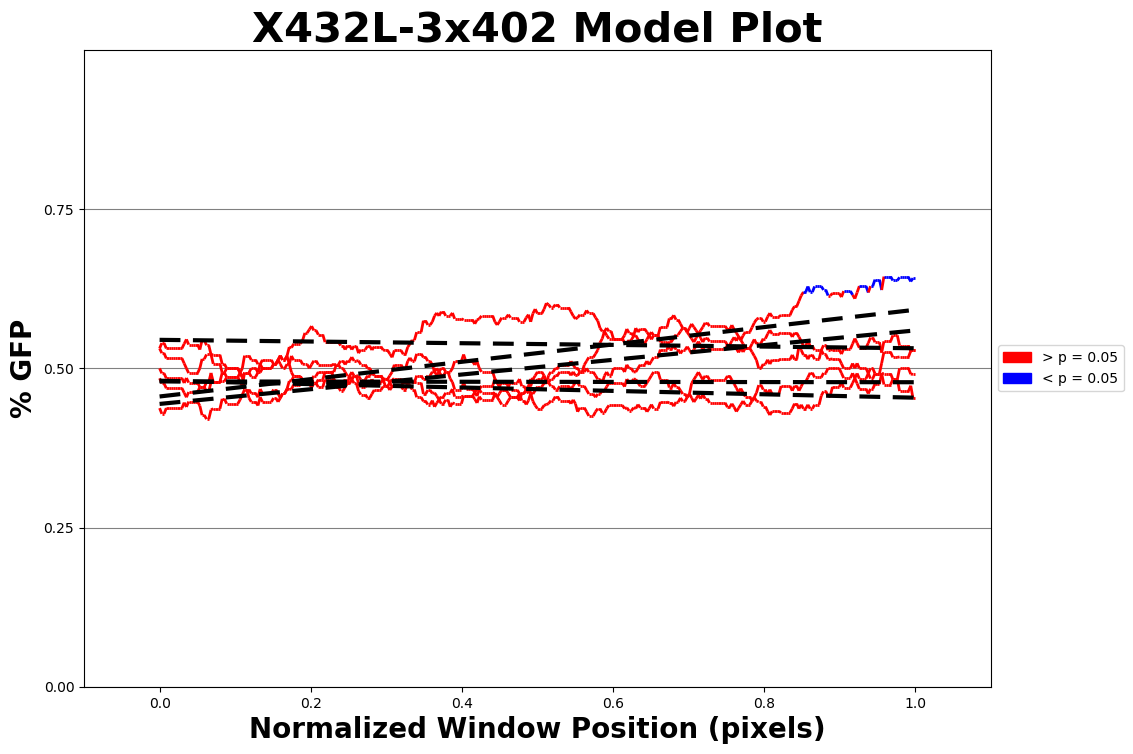 X432L-3x402 Model Plot
% GFP
0.75
0.50
0.25
0.00
0.0 0.2 0.4 0.6 0.8 1.0
Normalized Window Position (pixels)
> p = 0.05
< p = 0.05